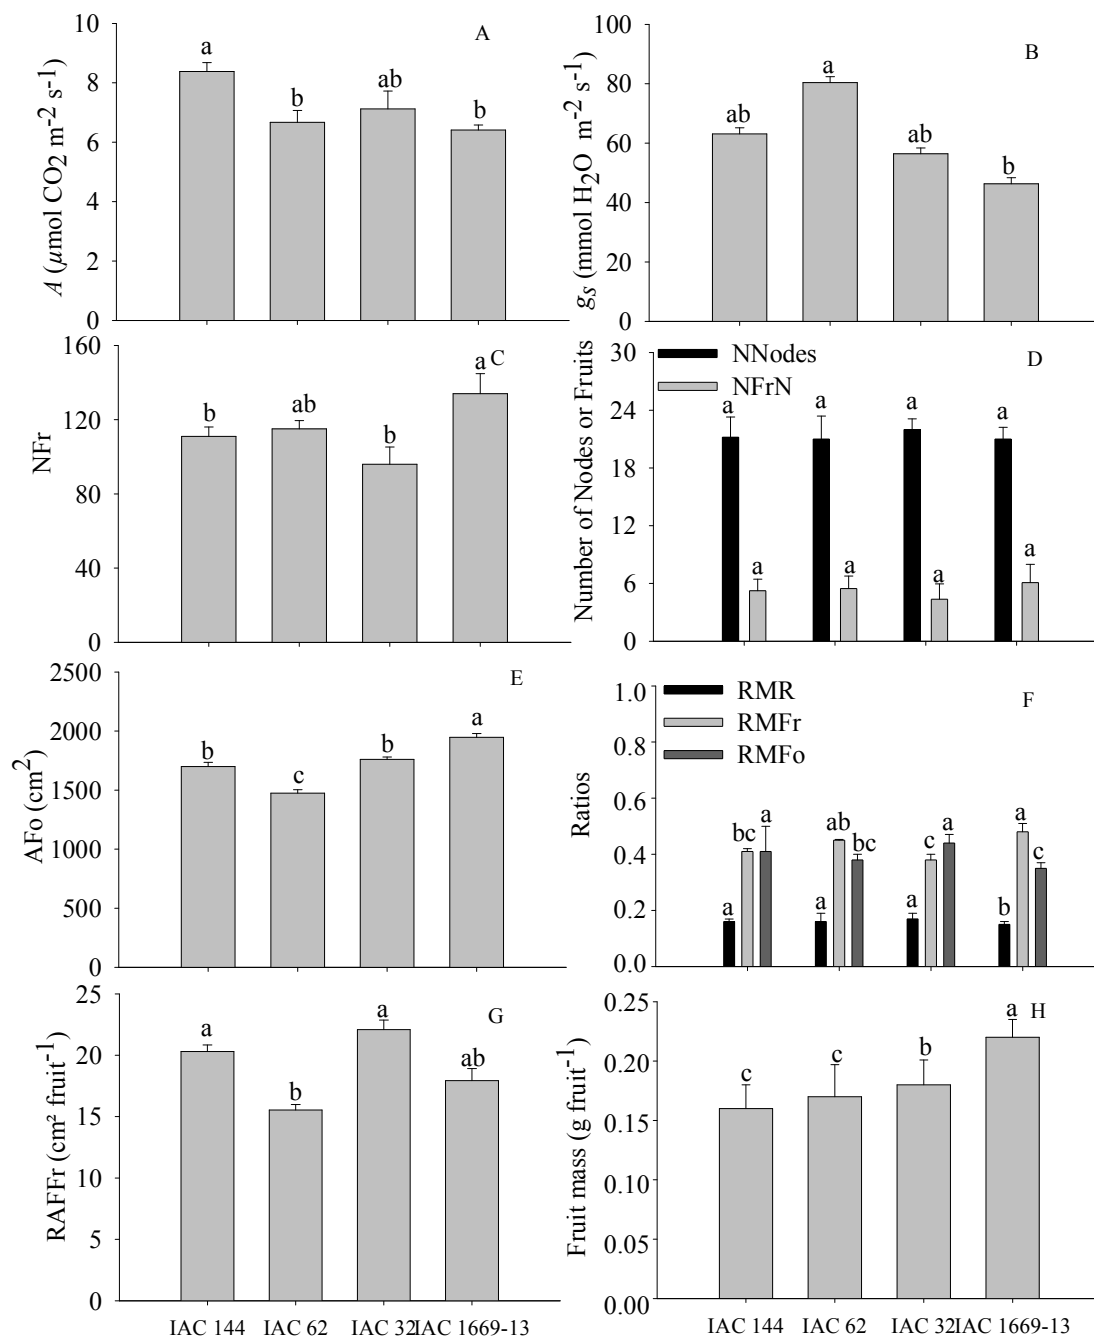 A
A (µmol CO2 m-2 s-1)
10
8
6
4
2
0
a
b
ab
b
B
gs (mmol H2O m-2 s-1)
100
80
60
40
20
0
ab
a
ab
b
C
NFr
160
120
80
40
0
b
ab
b
a
D
NNodes
NFrN
Number of Nodes or Fruits
30
24
18
12
6
0
a
a
a
a
a
a
a
a
E
AFo (cm2)
2500
2000
1500
1000
500
0
b
c
b
a
F
RMR
RMFr
RMFo
Ratios
1.0
0.8
0.6
0.4
0.2
0.0
a
bc
a
a
ab
bc
a
c
a
b
a
c
G
RAFFr (cm² fruit-1)
25
20
15
10
5
0
a
b
a
ab
IAC 144 IAC 62 IAC 32 IAC 1669-13
H
Fruit mass (g fruit-1)
0.25
0.20
0.15
0.10
0.05
0.00
c
c
b
a
IAC 144 IAC 62 IAC 32 IAC 1669-13